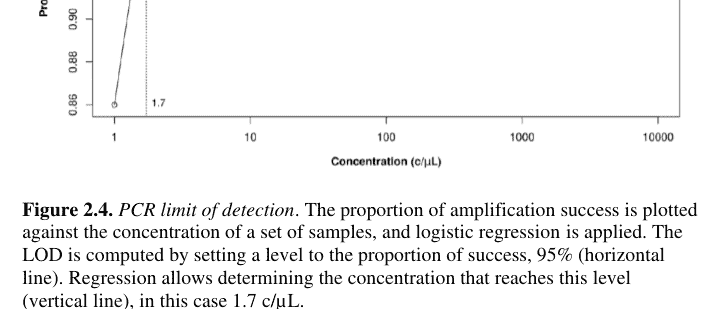 0.90
0.88
0.86
1.7
1 10 100 1000 10000
Concentration (c/µL)
Figure 2.4. PCR limit of detection. The proportion of amplification success is plotted
against the concentration of a set of samples, and logistic regression is applied. The
LOD is computed by setting a level to the proportion of success, 95% (horizontal
line). Regression allows determining the concentration that reaches this level
(vertical line), in this case 1.7 c/µL.